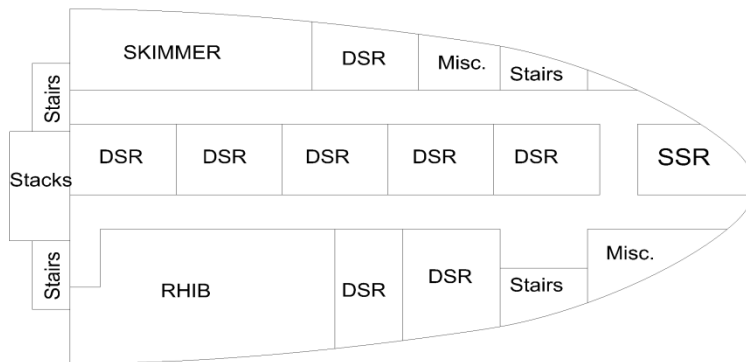 SKIMMER
DSR
Misc.
Stairs
Stairs
DSR
DSR
DSR
DSR
DSR
SSR
Stacks
Stairs
RHIB
DSR
DSR
Stairs
Misc.